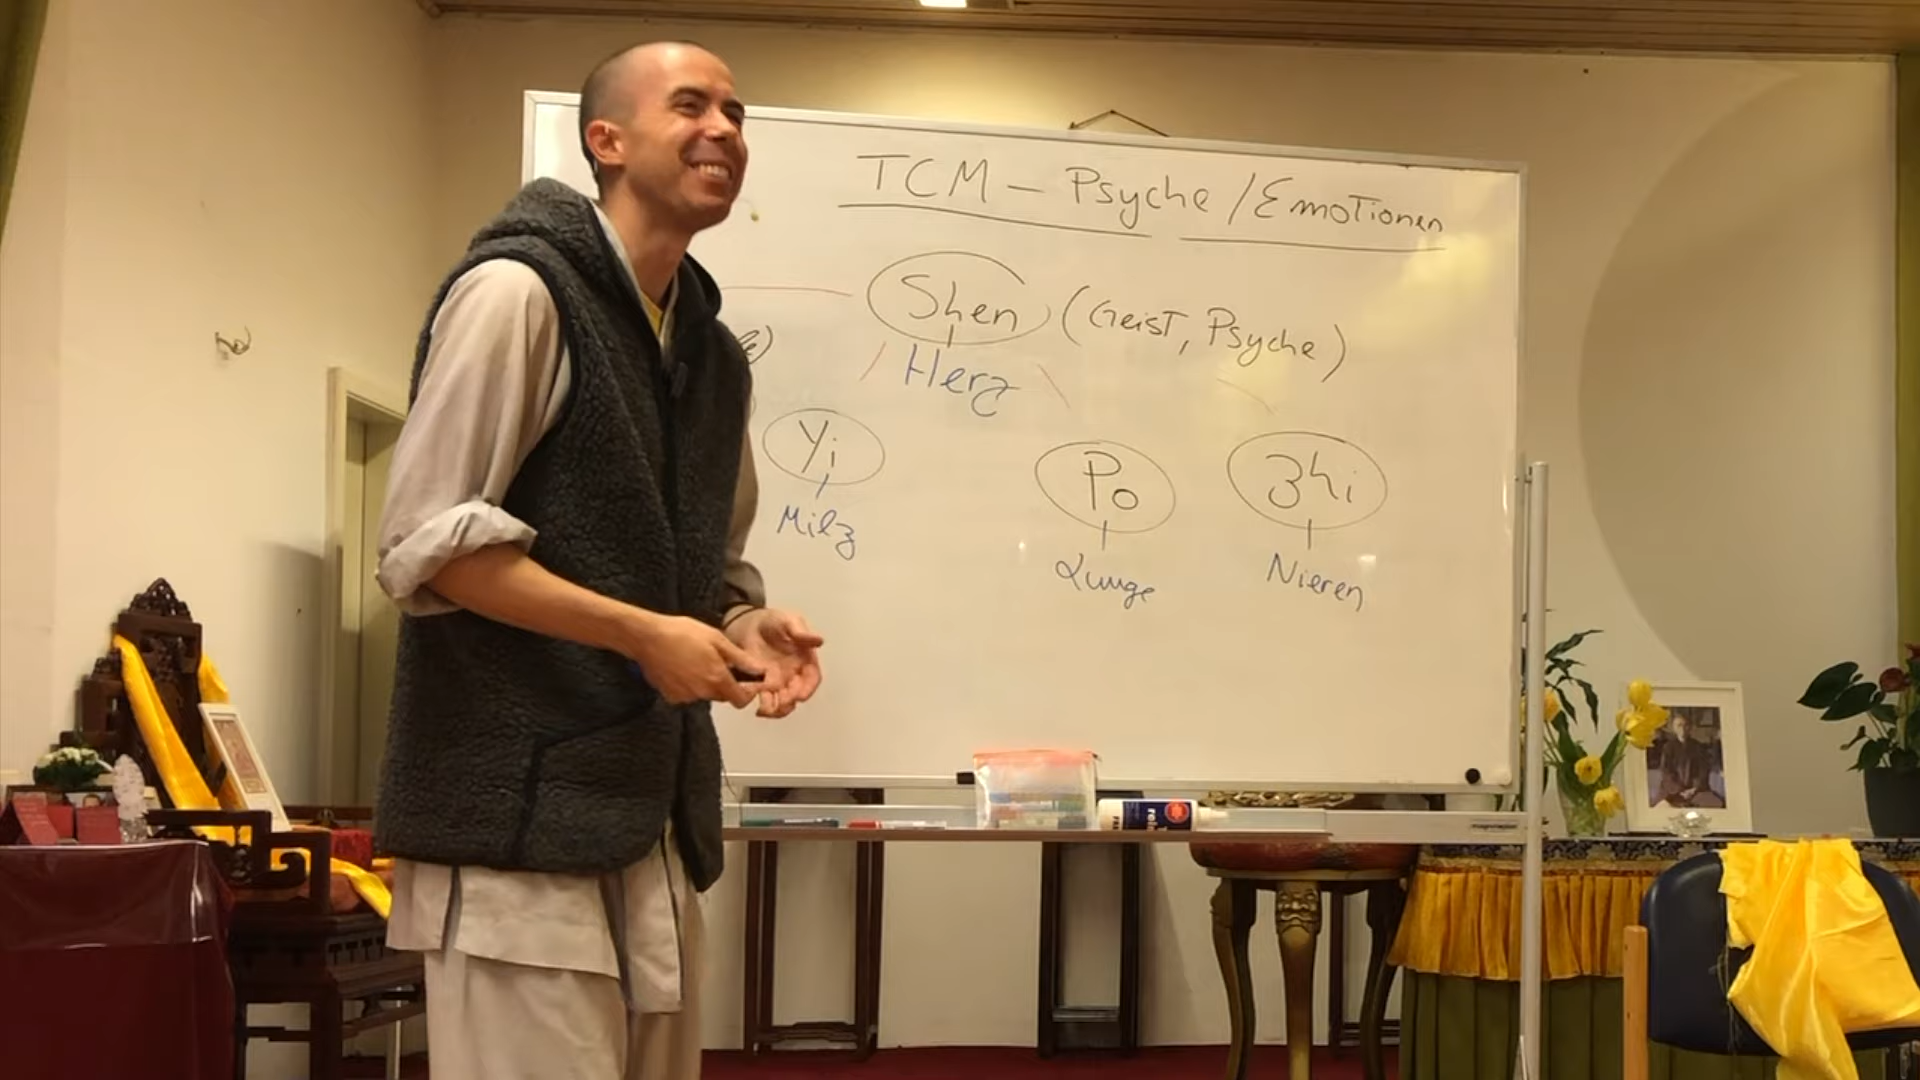 TCM – Psyche / Emotionen
Shen (Geist, Psyche)
Herz
Yi
Po
Zhi
Milz
Lunge
Nieren